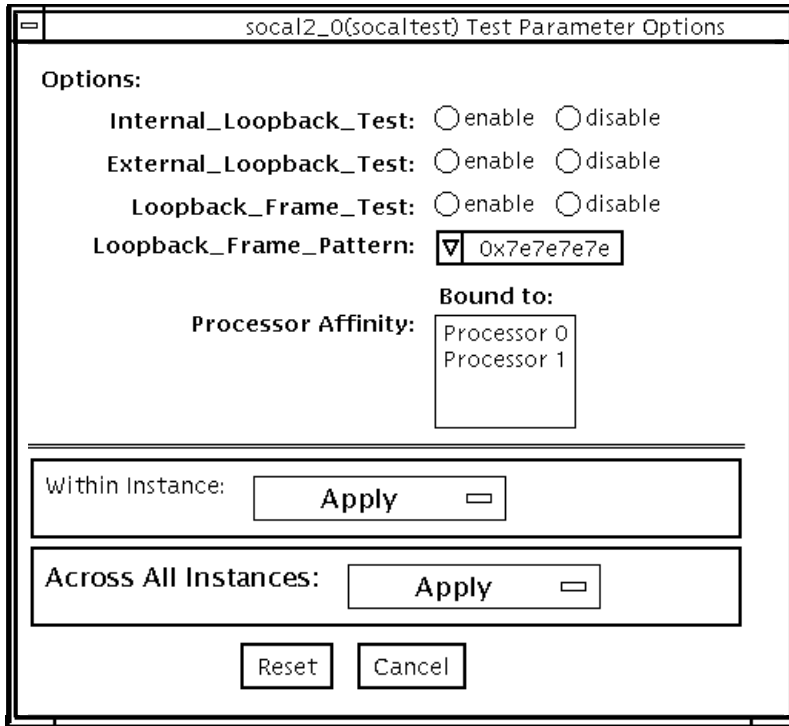 socal2_0(socaltest) Test Parameter Options
Options:
Internal_Loopback_Test: enable disable
External_Loopback_Test: enable disable
Loopback_Frame_Test: enable disable
Loopback_Frame_Pattern: 0x7e7e7e7e
Bound to:
Processor Affinity: Processor 0
Processor 1
Within Instance: Apply
Across All Instances: Apply
Reset Cancel